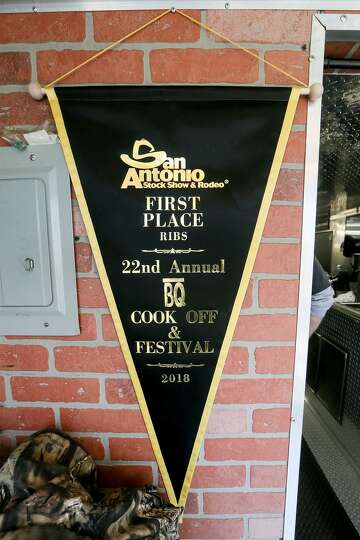 San
Antonio
Stock Show & Rodeo®
FIRST
PLACE
RIBS
22nd Annual
BQ
COOK OFF
&
FESTIVAL
2018